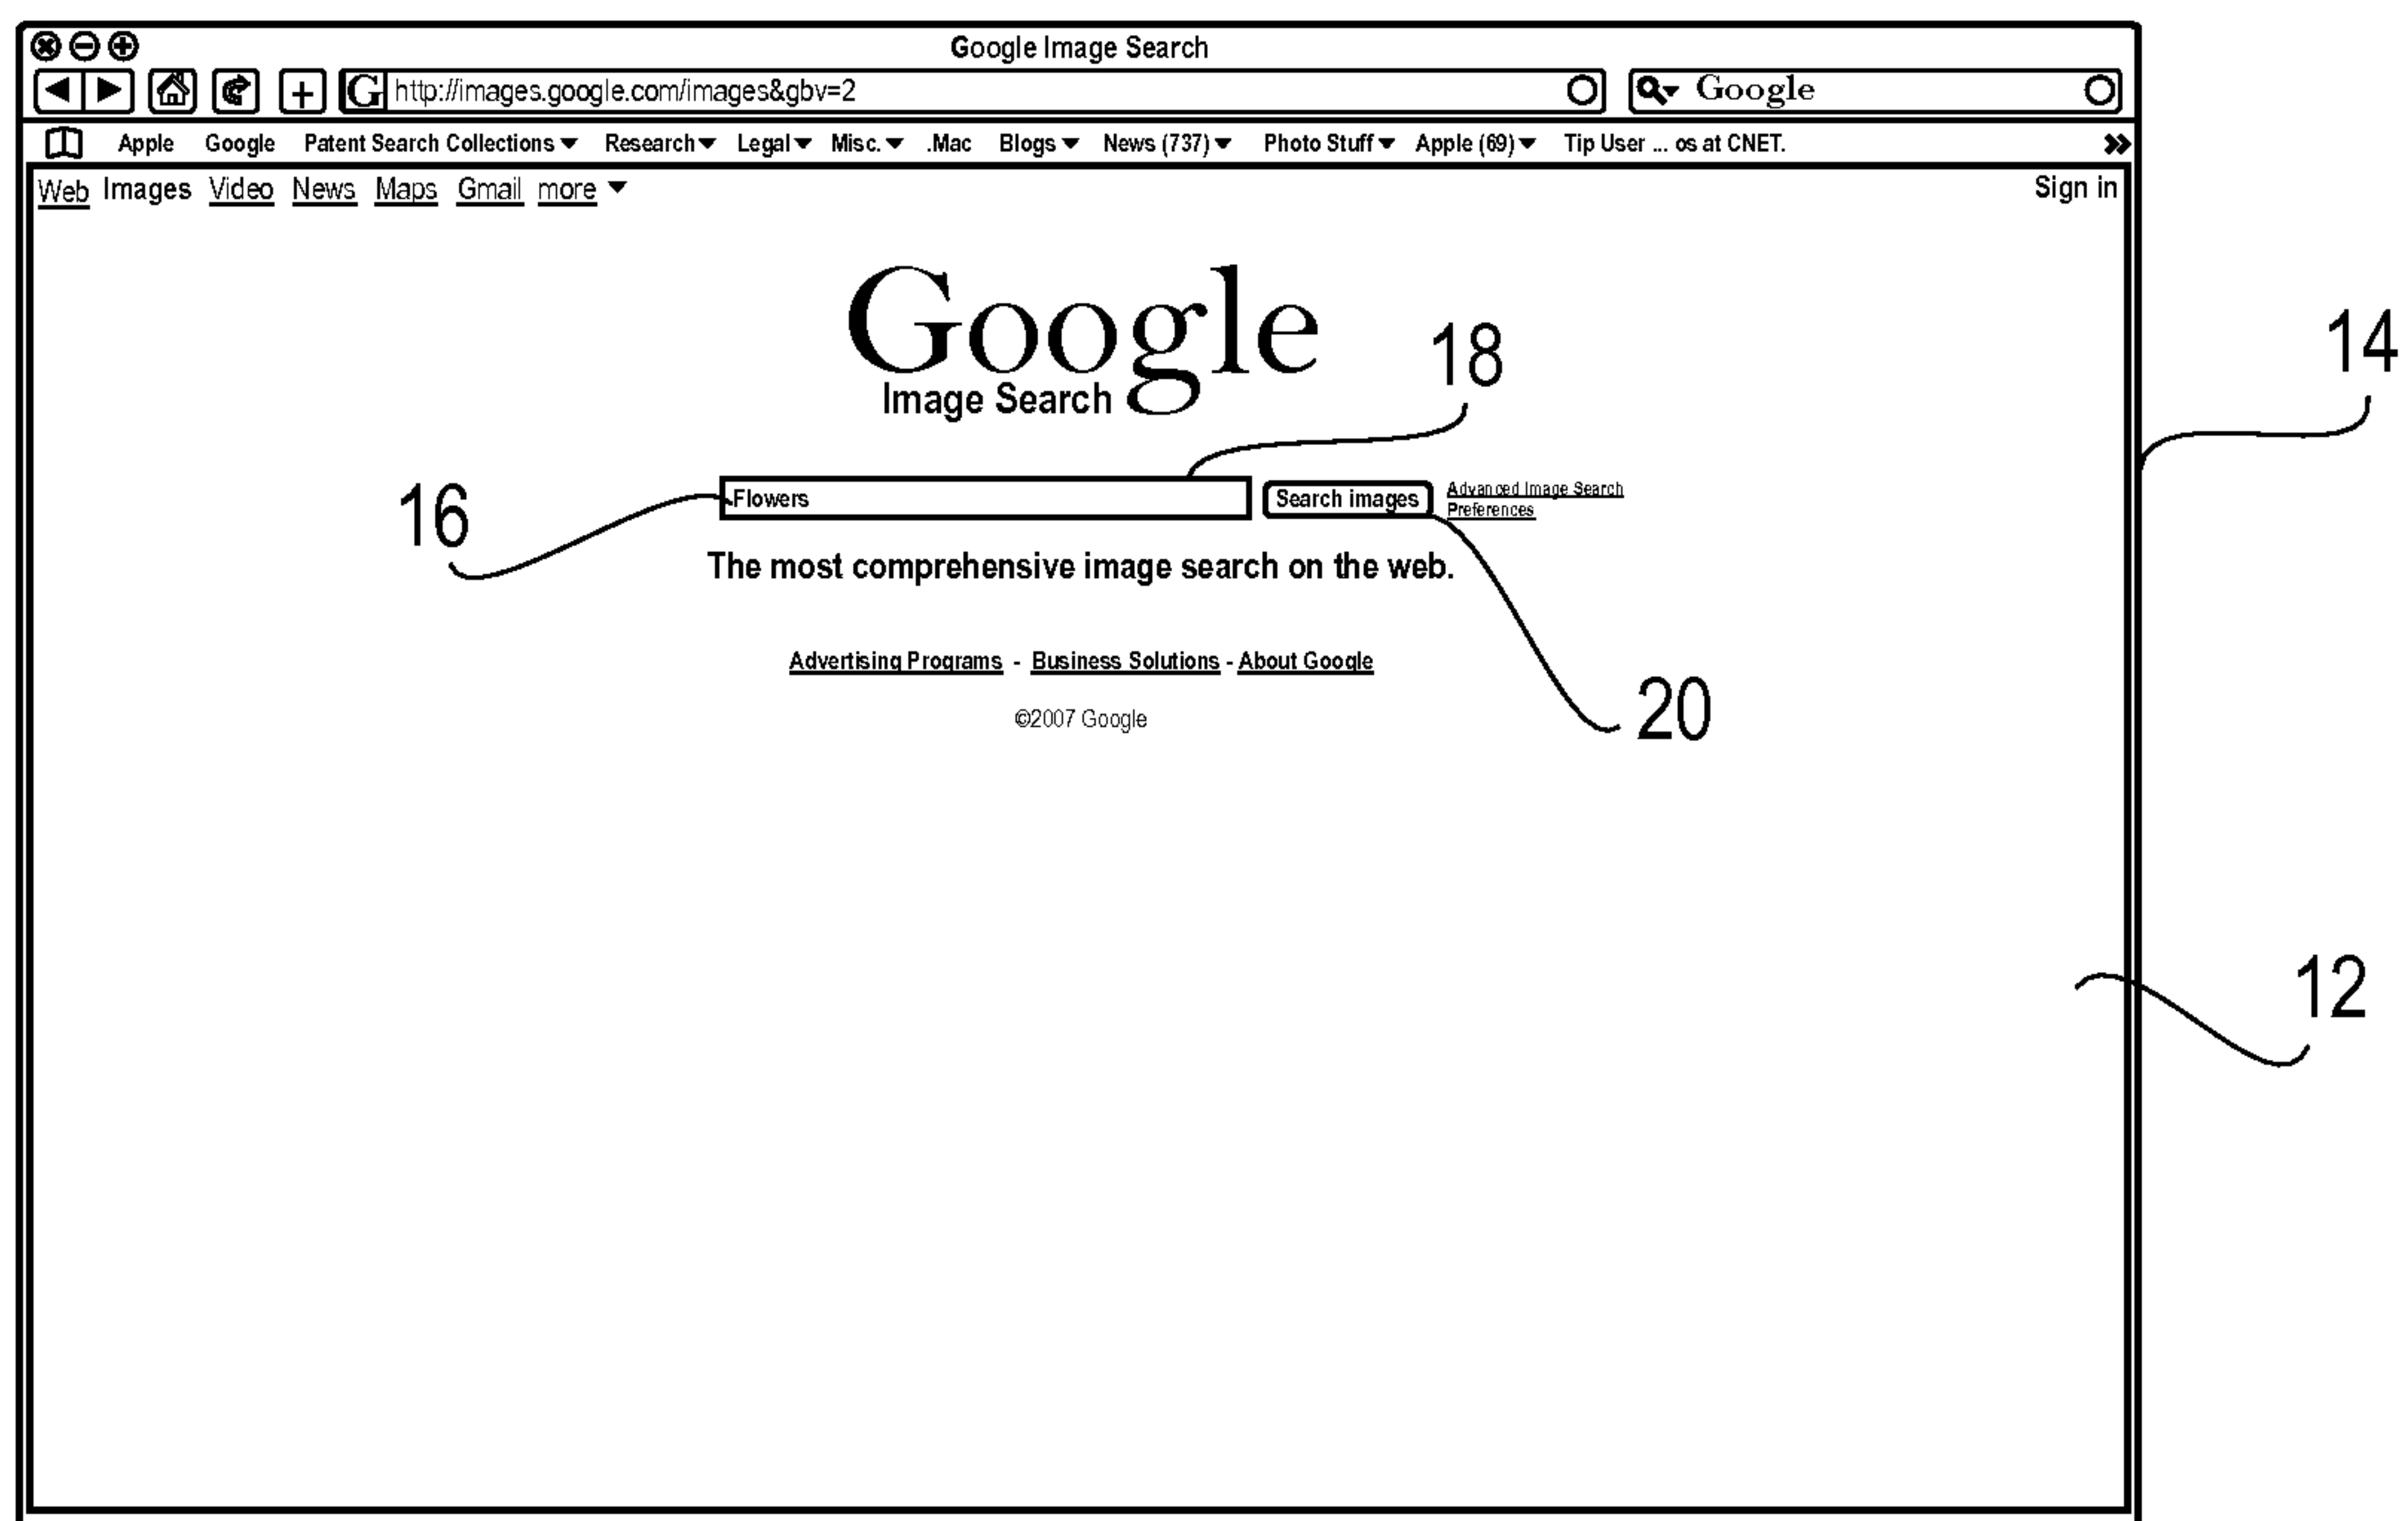 Google Image Search
G http://images.google.com/images&gbv=2 Google
Apple Google Patent Search Collections Research Legal Misc. .Mac Blogs News (737) Photo Stuff Apple (69) Tip User ... os at CNET.
Web Images Video News Maps Gmail more Sign in
Google
Image Search
18
14
16
Flowers Search images Advanced Image Search
Preferences
The most comprehensive image search on the web.
Advertising Programs - Business Solutions - About Google
20
©2007 Google
12